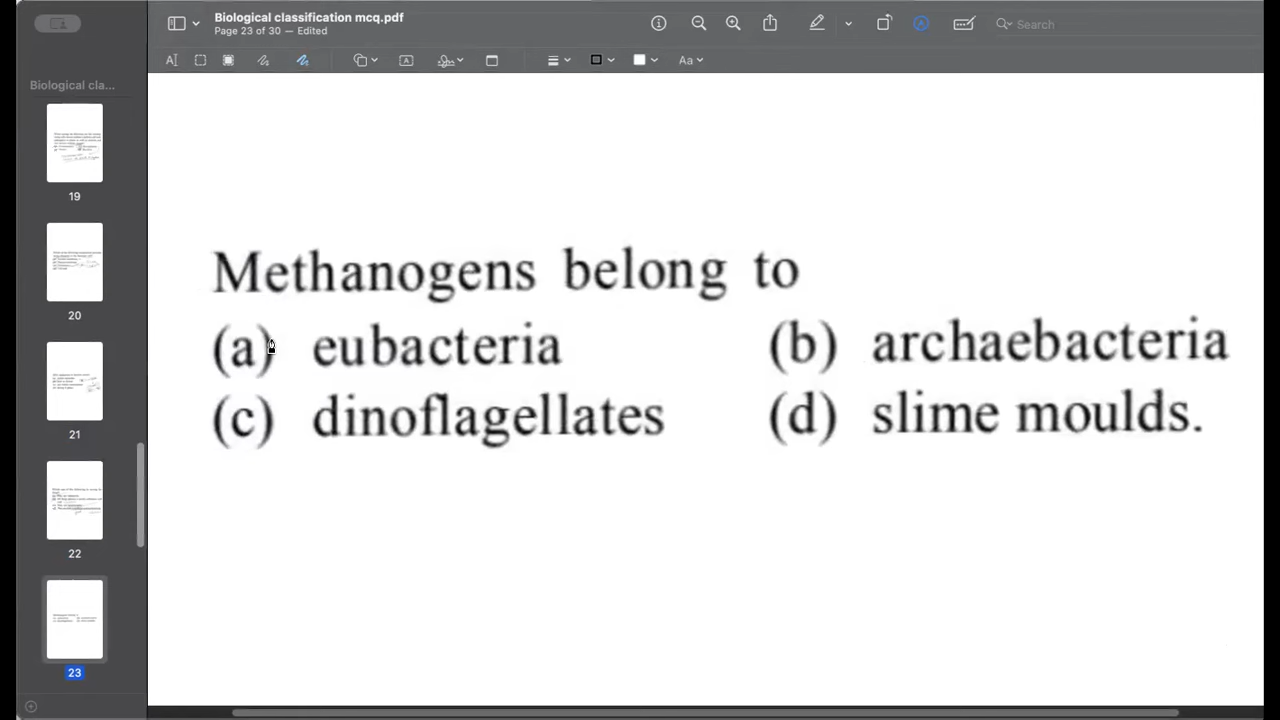 Biological classification mcq.pdf
Page 23 of 30 — Edited
Search
Aa
Biological cla...
19
20
21
22
23
Methanogens belong to
(a) eubacteria (b) archaebacteria
(c) dinoflagellates (d) slime moulds.